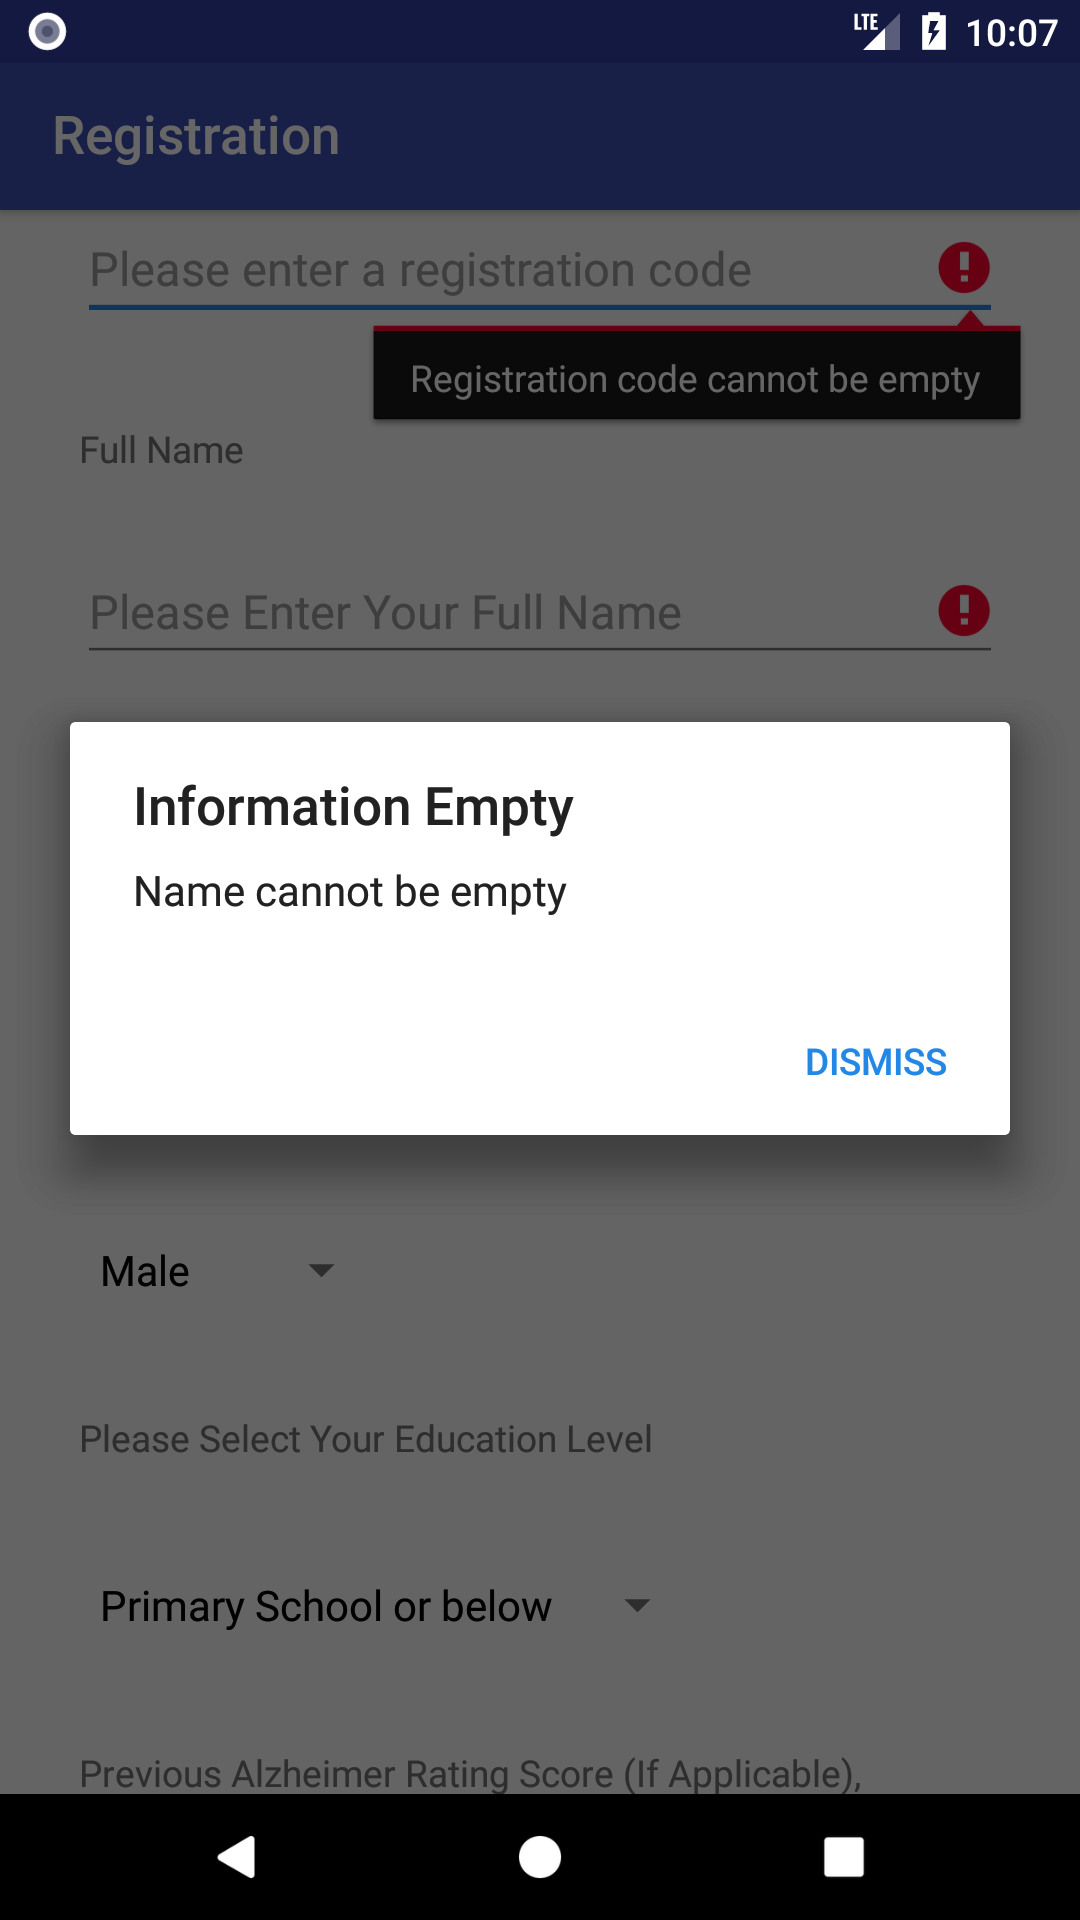 LTE 10:07
Registration
Please enter a registration code
Registration code cannot be empty
Full Name
Please Enter Your Full Name
Information Empty
Name cannot be empty
DISMISS
Male
Please Select Your Education Level
Primary School or below
Previous Alzheimer Rating Score (If Applicable),